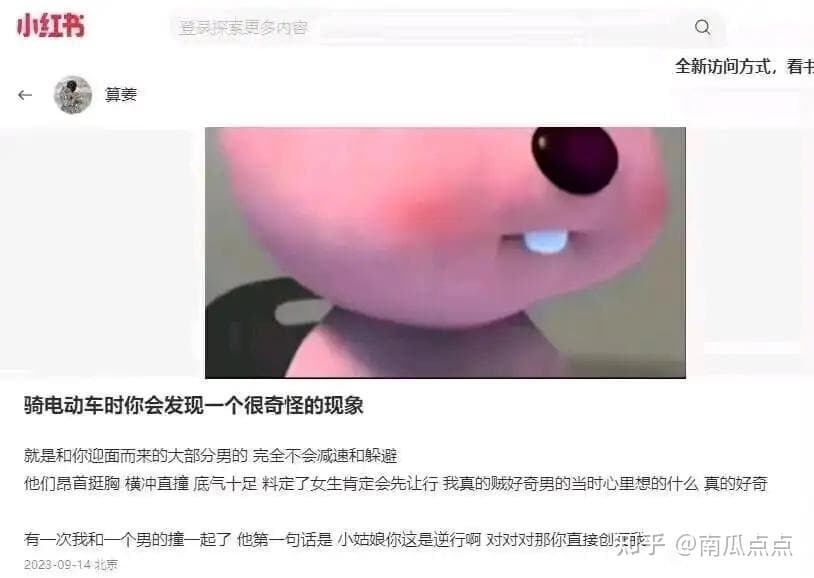 小红书
登录探索更多内容
全新访问方式，看书
算姜
骑电动车时你会发现一个很奇怪的现象
就是和你迎面而来的大部分男的 完全不会减速和躲避
他们昂首挺胸 横冲直撞 底气十足 料定了女生肯定会先让行 我真的贼好奇男的当时心里想的什么 真的好奇
有一次我和一个男的撞一起了 他第一句话是 小姑娘你这是逆行啊 对对对那你直接创
知乎 @南瓜点点
2023-09-14 北京